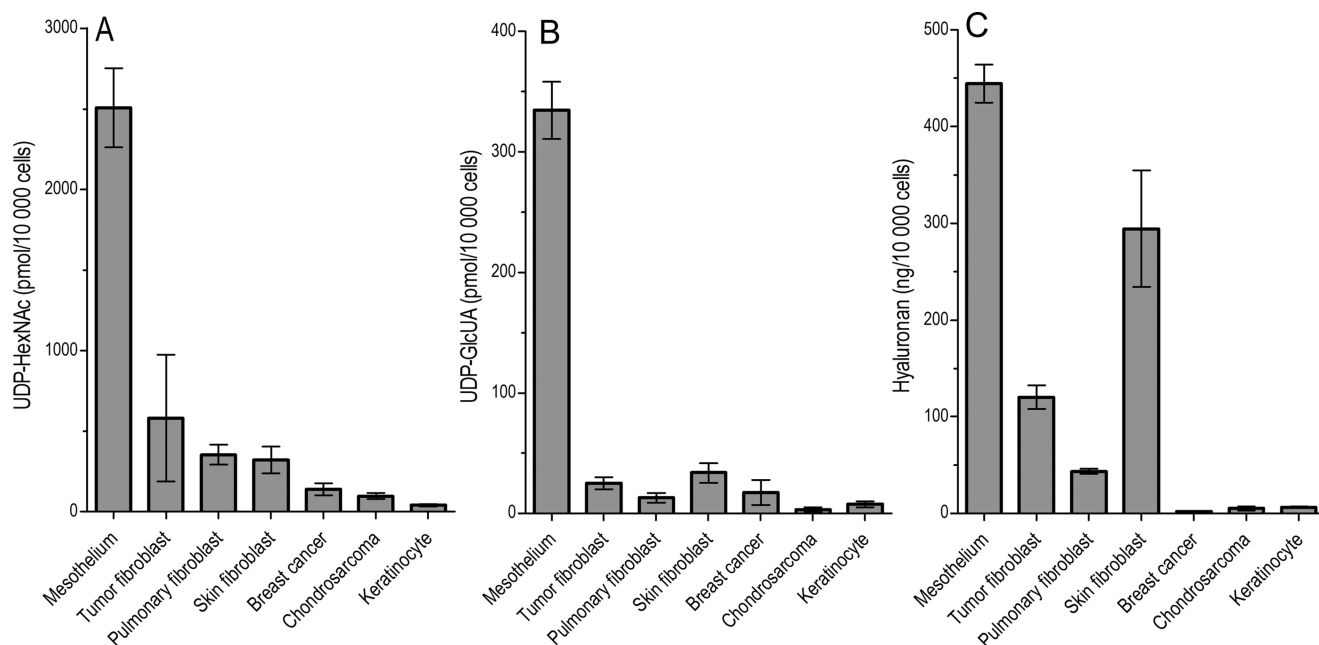 A
UDP-HexNAc (pmol/10 000 cells)
3000
2000
1000
0
Mesothelium
Tumor fibroblast
Pulmonary fibroblast
Skin fibroblast
Breast cancer
Chondrosarcoma
Keratinocyte
B
UDP-GlcUA (pmol/10 000 cells)
400
300
200
100
0
Mesothelium
Tumor fibroblast
Pulmonary fibroblast
Skin fibroblast
Breast cancer
Chondrosarcoma
Keratinocyte
C
Hyaluronan (ng/10 000 cells)
500
400
300
200
100
0
Mesothelium
Tumor fibroblast
Pulmonary fibroblast
Skin fibroblast
Breast cancer
Chondrosarcoma
Keratinocyte